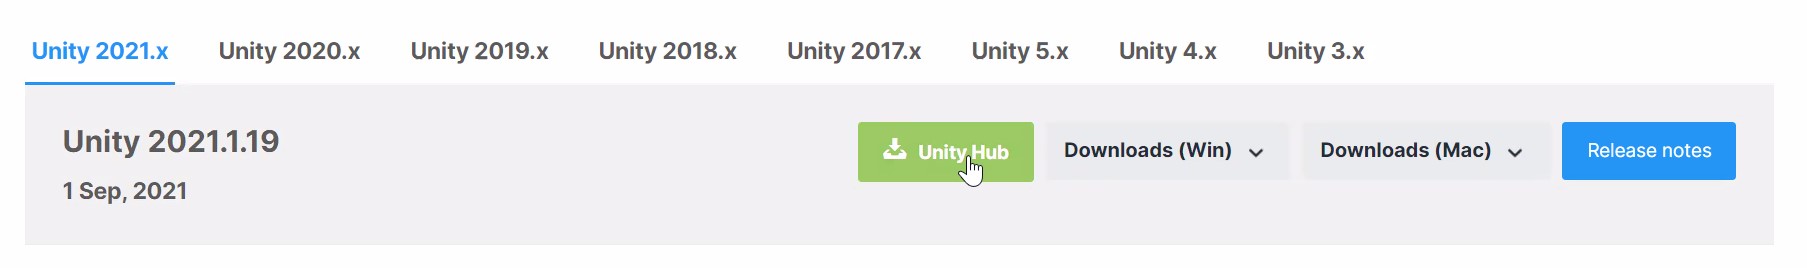 Unity 2021.x Unity 2020.x Unity 2019.x Unity 2018.x Unity 2017.x Unity 5.x Unity 4.x Unity 3.x
Unity 2021.1.19 Unity Hub Downloads (Win) Downloads (Mac) Release notes
1 Sep, 2021